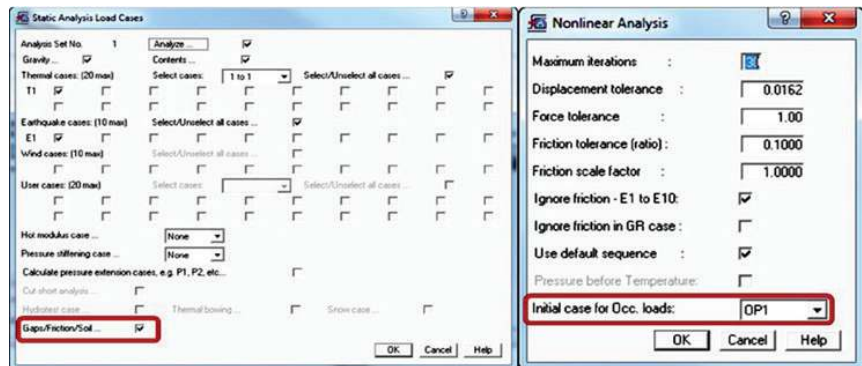 Static Analysis Load Cases
Analysis Set No. 1 Analyze ...
Gravity ... Contents ...
Thermal cases: (20 max) Select cases: 1 to 1 Select/Unselect all cases ...
T1
Earthquake cases: (10 max) Select/Unselect all cases ...
E1
Wind cases: (10 max) Select/Unselect all cases ...
User cases: (20 max) Select cases: Select/Unselect all cases ...
Hot modulus case ... None
Pressure stiffening case ... None
Calculate pressure extension cases, e.g. P1, P2, etc...
Cut short analysis ...
Hydrotest case ... Thermal bowing ... Snow case ...
Gaps/Friction/Soil ...
OK Cancel Help
Nonlinear Analysis
Maximum iterations : 30
Displacement tolerance : 0.0162
Force tolerance : 1.00
Friction tolerance (ratio) : 0.1000
Friction scale factor : 1.0000
Ignore friction - E1 to E10:
Ignore friction in GR case :
Use default sequence :
Pressure before Temperature:
Initial case for Occ. loads: OP1
OK Cancel Help